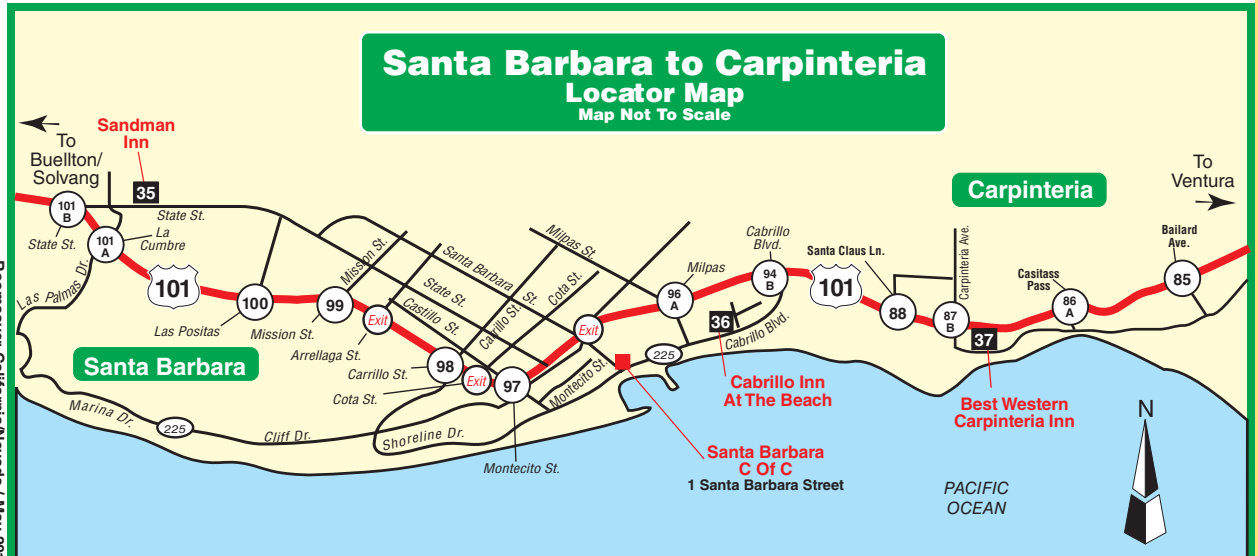 Santa Barbara to Carpinteria
Locator Map
Map Not To Scale
To
Buellton/
Solvang
Sandman
Inn
35
101
B
State St.
State St.
101
A
La
Cumbre
Las Palmas Dr.
101
100
Las Positas
99
Mission St.
Mission St.
Exit
Arrellaga St.
Santa Barbara St.
State St.
Castillo St.
Carrillo St.
Cota St.
Milpas St.
98
Carrillo St.
Exit
Cota St.
97
Montecito St.
Montecito St.
Exit
Santa Barbara
Marina Dr.
225
Cliff Dr.
Shoreline Dr.
225
96
A
Milpas
Cabrillo
Blvd.
94
B
36
Cabrillo Blvd.
Cabrillo Inn
At The Beach
Santa Barbara
C Of C
1 Santa Barbara Street
101
Santa Claus Ln.
88
Carpinteria
Carpinteria Ave.
87
B
37
Best Western
Carpinteria Inn
Casitass
Pass
86
A
Bailard
Ave.
85
To
Ventura
N
PACIFIC
OCEAN